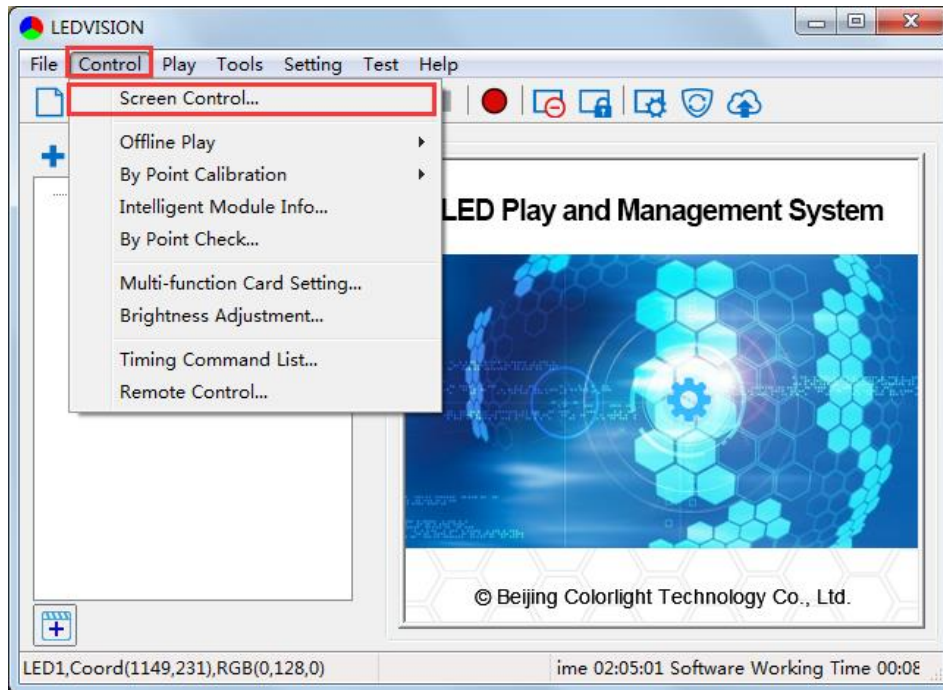 LEDVISION
File Control Play Tools Setting Test Help
Screen Control...
Offline Play
By Point Calibration
Intelligent Module Info...
By Point Check...
Multi-function Card Setting...
Brightness Adjustment...
Timing Command List...
Remote Control...
LED Play and Management System
© Beijing Colorlight Technology Co., Ltd.
LED1,Coord(1149,231),RGB(0,128,0) ime 02:05:01 Software Working Time 00:08